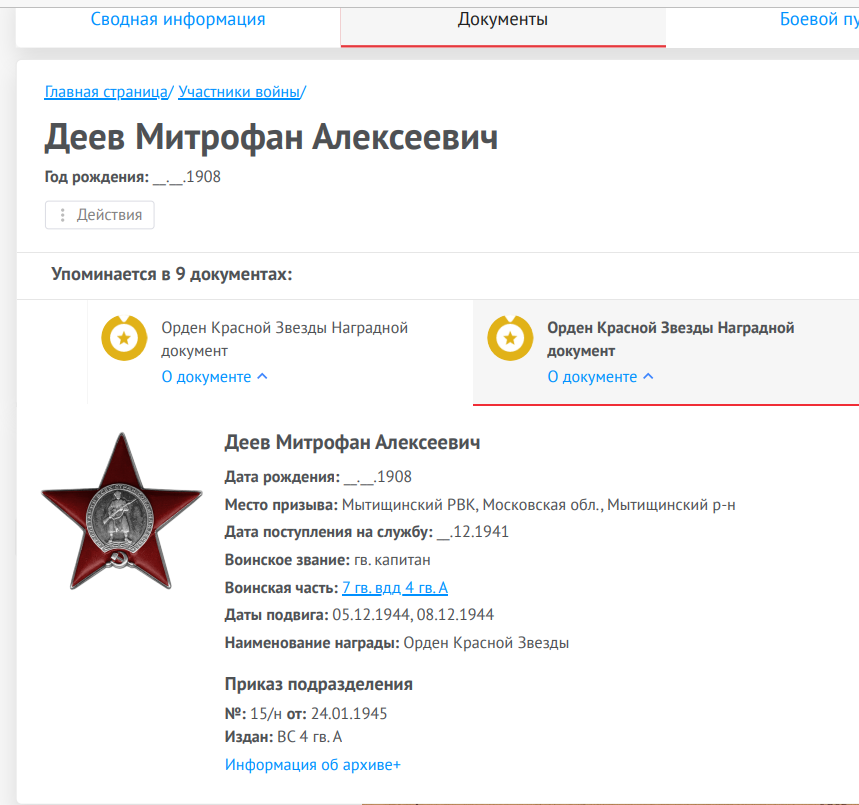 Сводная информация
Документы
Боевой пу
Главная страница/ Участники войны/
Деев Митрофан Алексеевич
Год рождения: __.__.1908
Действия
Упоминается в 9 документах:
Орден Красной Звезды Наградной
документ
О документе
Орден Красной Звезды Наградной
документ
О документе
Деев Митрофан Алексеевич
Дата рождения: __.__.1908
Место призыва: Мытищинский РВК, Московская обл., Мытищинский р-н
Дата поступления на службу: __.12.1941
Воинское звание: гв. капитан
Воинская часть: 7 гв. вдд 4 гв. А
Даты подвига: 05.12.1944, 08.12.1944
Наименование награды: Орден Красной Звезды
Приказ подразделения
№: 15/н от: 24.01.1945
Издан: ВС 4 гв. А
Информация об архиве+